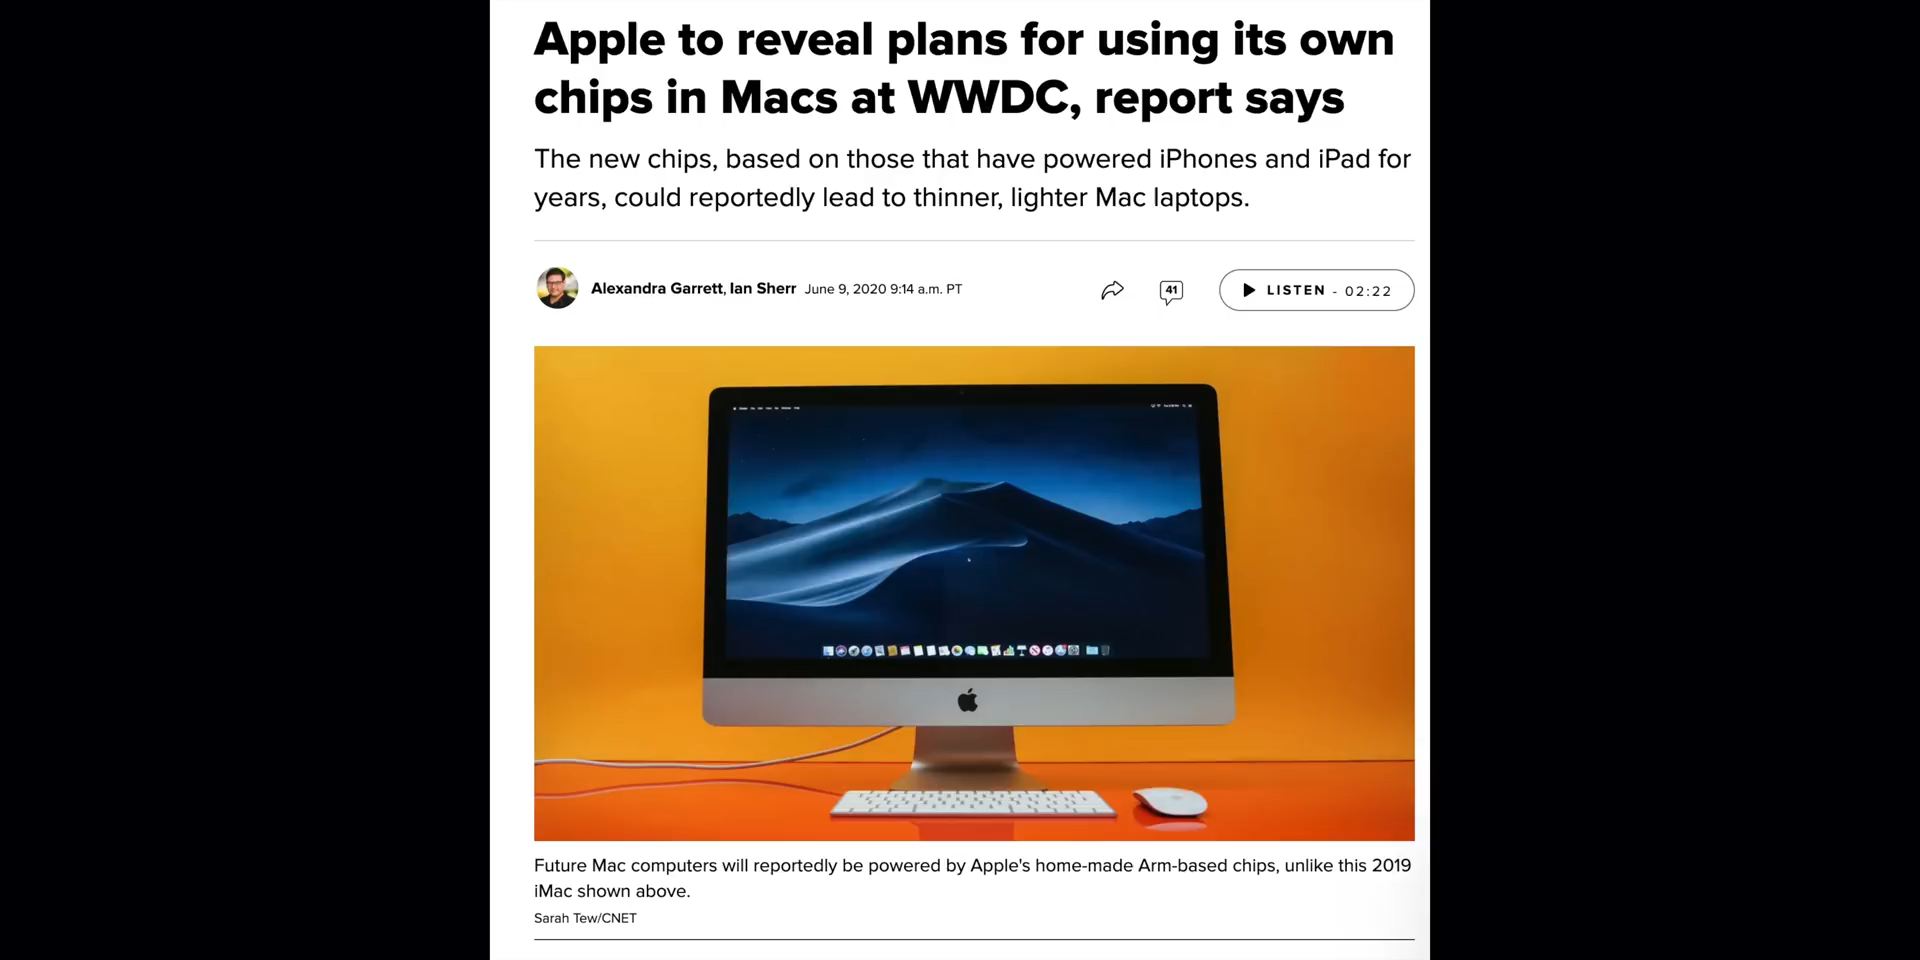 Apple to reveal plans for using its own
chips in Macs at WWDC, report says
The new chips, based on those that have powered iPhones and iPad for
years, could reportedly lead to thinner, lighter Mac laptops.
Alexandra Garrett, Ian Sherr June 9, 2020 9:14 a.m. PT
41
LISTEN - 02:22
Future Mac computers will reportedly be powered by Apple's home-made Arm-based chips, unlike this 2019
iMac shown above.
Sarah Tew/CNET